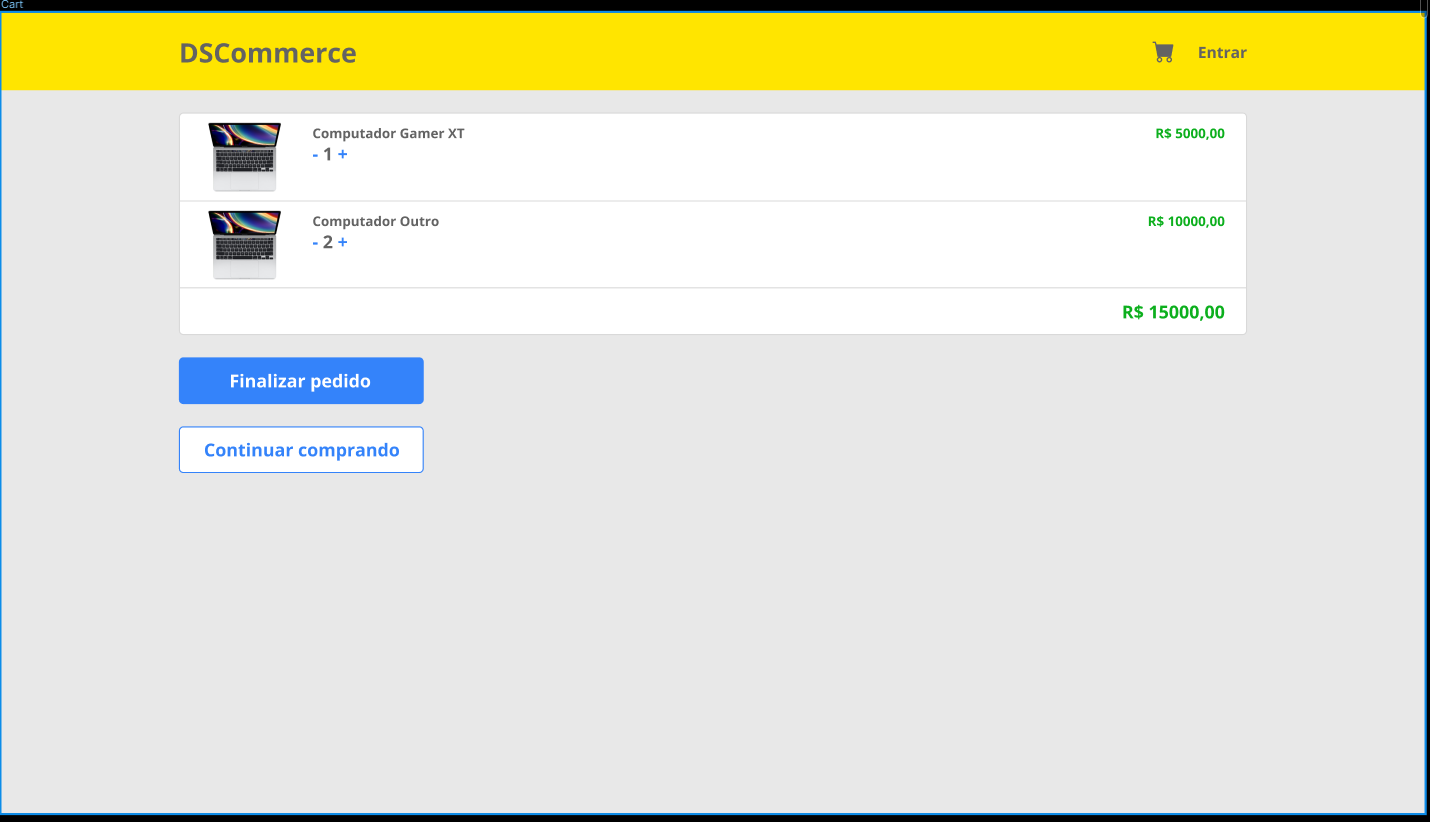 Cart
DSCommerce
Entrar
Computador Gamer XT
R$ 5000,00
- 1 +
Computador Outro
R$ 10000,00
- 2 +
R$ 15000,00
Finalizar pedido
Continuar comprando